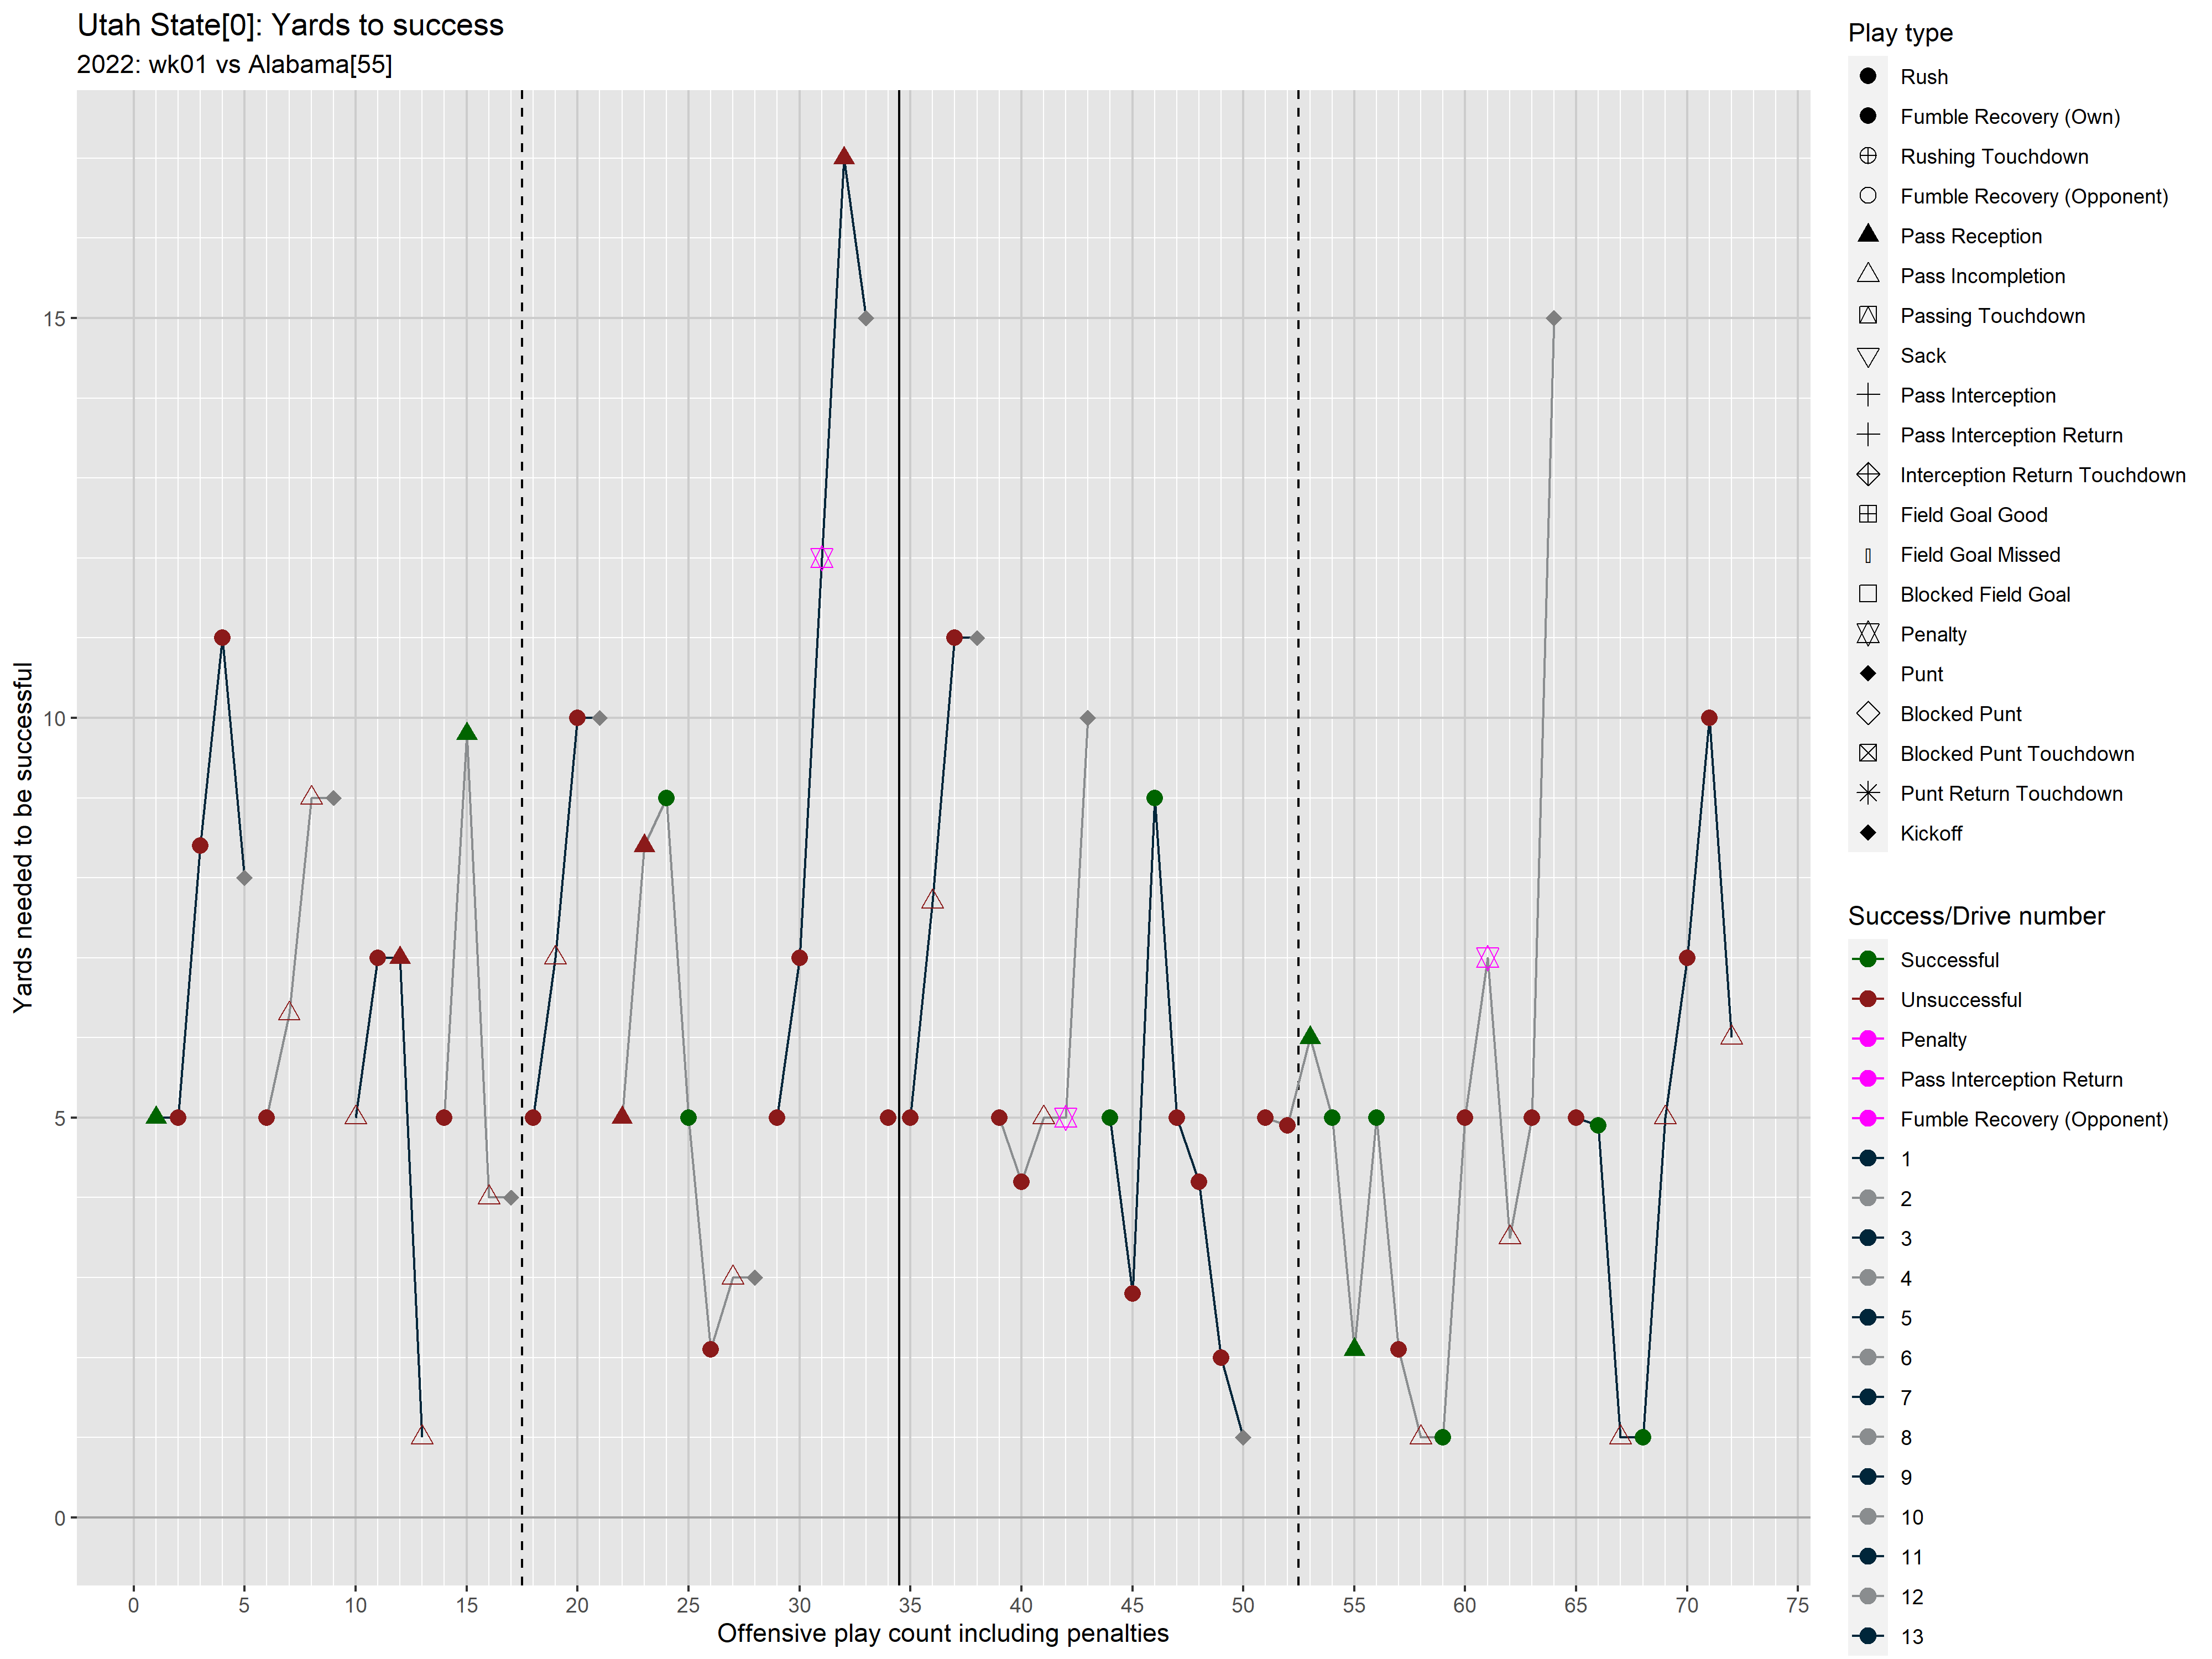 Utah State[0]: Yards to success
2022: wk01 vs Alabama[55]
Yards needed to be successful
15
10
5
0
0 5 10 15 20 25 30 35 40 45 50 55 60 65 70 75
Offensive play count including penalties
Play type
Rush
Fumble Recovery (Own)
Rushing Touchdown
Fumble Recovery (Opponent)
Pass Reception
Pass Incompletion
Passing Touchdown
Sack
Pass Interception
Pass Interception Return
Interception Return Touchdown
Field Goal Good
Field Goal Missed
Blocked Field Goal
Penalty
Punt
Blocked Punt
Blocked Punt Touchdown
Punt Return Touchdown
Kickoff
Success/Drive number
Successful
Unsuccessful
Penalty
Pass Interception Return
Fumble Recovery (Opponent)
1
2
3
4
5
6
7
8
9
10
11
12
13